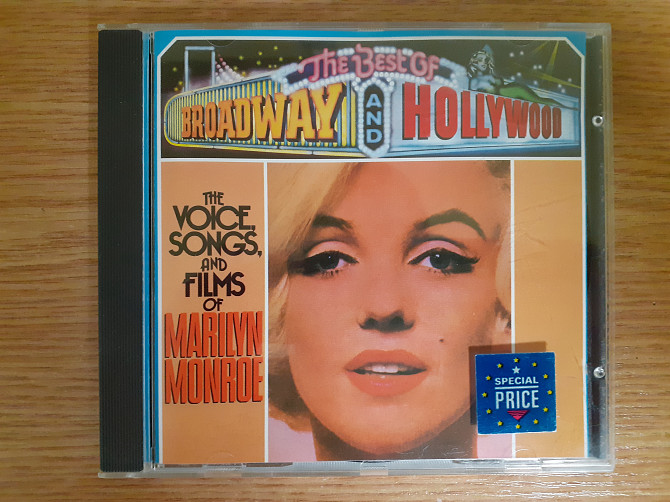 The Best Of
BROADWAY AND HOLLYWOOD
THE
VOICE,
SONGS,
AND
FILMS
OF
MARILYN
MONROE
SPECIAL
PRICE